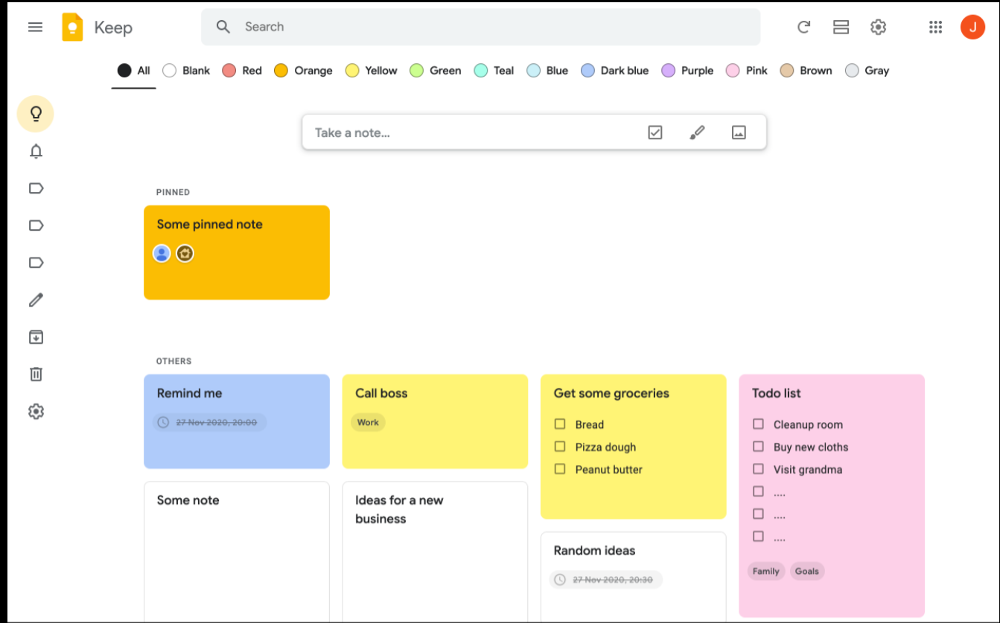 Keep
Search
All Blank Red Orange Yellow Green Teal Blue Dark blue Purple Pink Brown Gray
J
Take a note...
PINNED
Some pinned note
OTHERS
Remind me
27 Nov 2020, 20:00
Call boss
Work
Get some groceries
Bread
Pizza dough
Peanut butter
Todo list
Cleanup room
Buy new cloths
Visit grandma
....
....
....
Family Goals
Some note
Ideas for a new
business
Random ideas
27 Nov 2020, 20:30